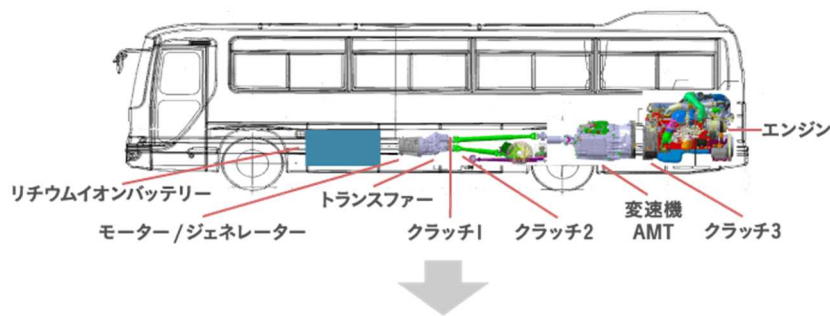 エンジン
リチウムイオンバッテリー
トランスファー
モーター/ジェネレーター
クラッチ1
クラッチ2
変速機
AMT
クラッチ3